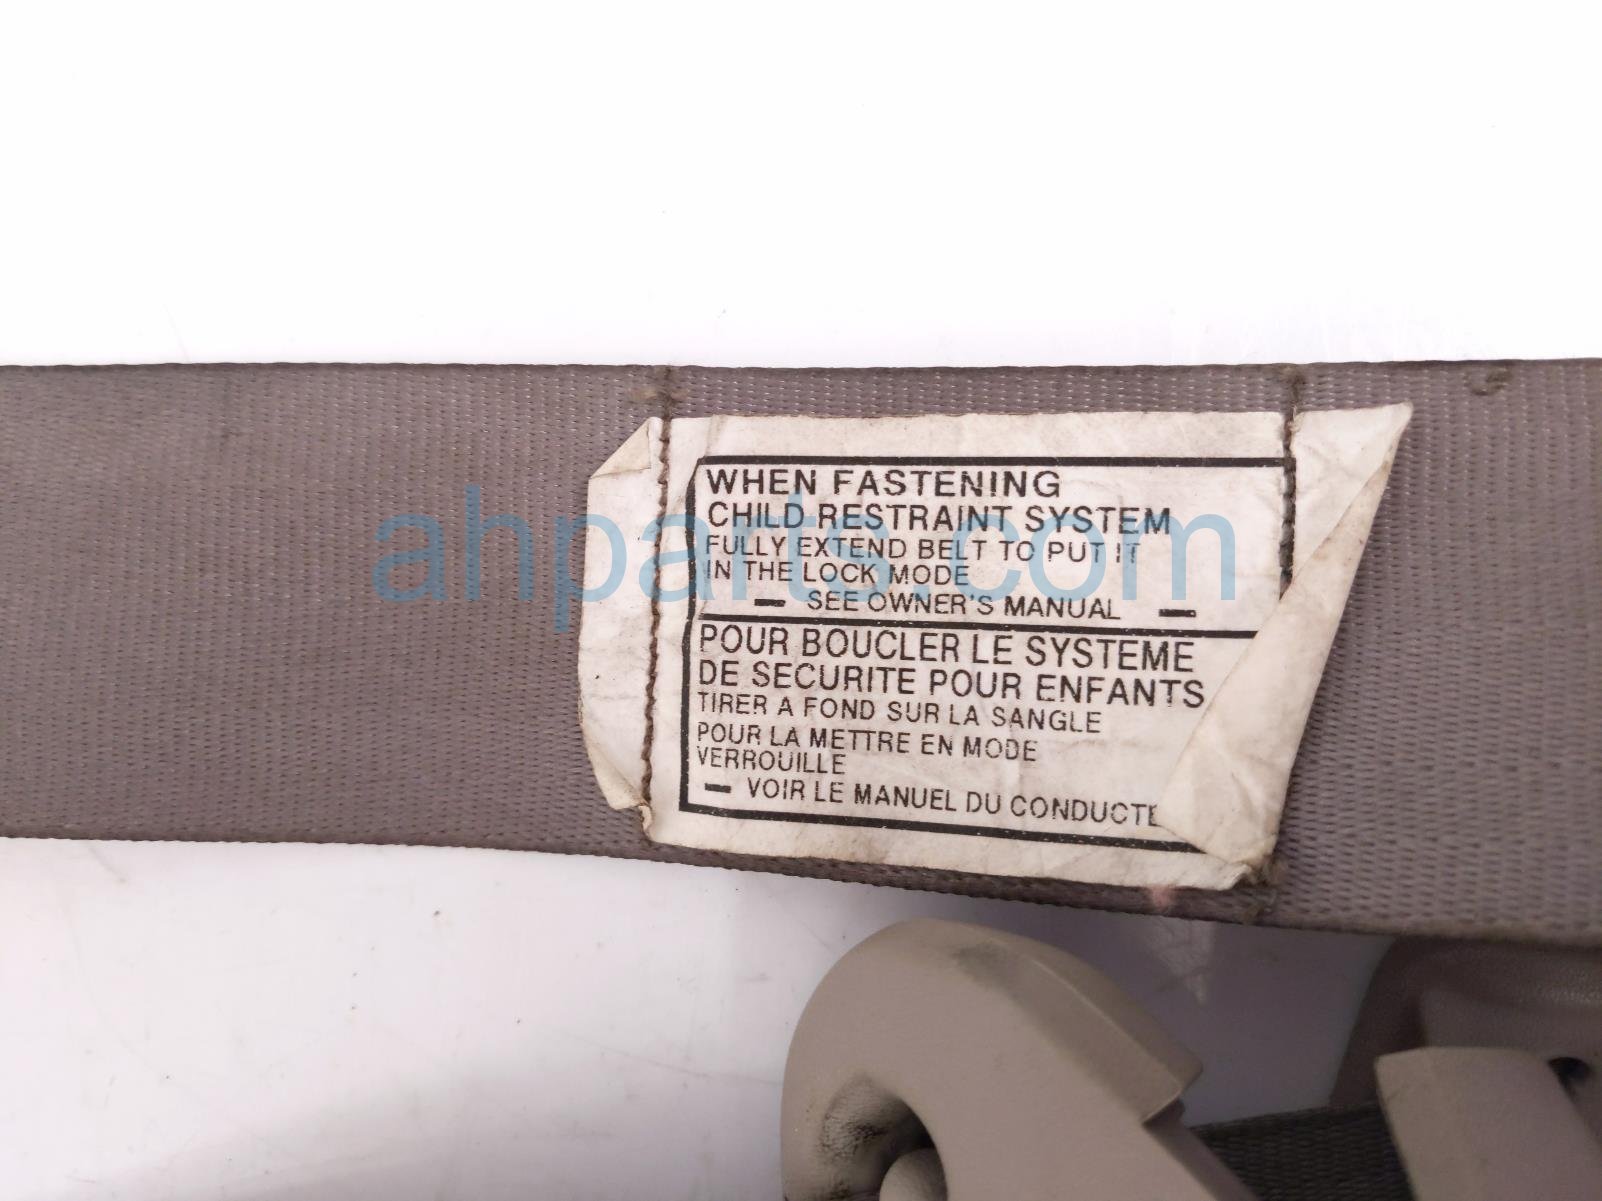 WHEN FASTENING
CHILD RESTRAINT SYSTEM
FULLY EXTEND BELT TO PUT IT
IN THE LOCK MODE
— SEE OWNER'S MANUAL —
POUR BOUCLER LE SYSTEME
DE SECURITE POUR ENFANTS
TIRER A FOND SUR LA SANGLE
POUR LA METTRE EN MODE
VERROUILLE
— VOIR LE MANUEL DU CONDUCTE
ahparts.com